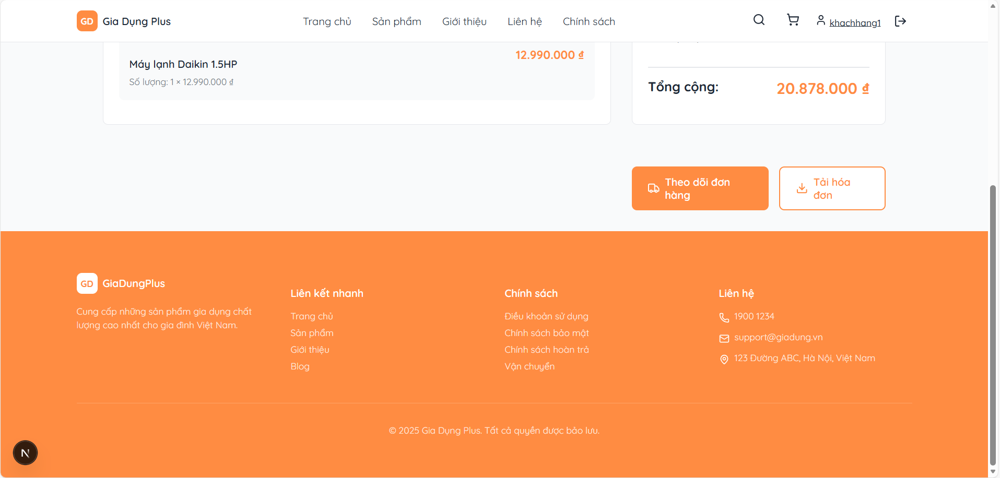 GD Gia Dụng Plus
Trang chủ Sản phẩm Giới thiệu Liên hệ Chính sách
khachhang1
12.990.000 ₫
Máy lạnh Daikin 1.5HP
Số lượng: 1 × 12.990.000 ₫
Tổng cộng: 20.878.000 ₫
Theo dõi đơn
hàng
Tải hóa
đơn
GD GiaDungPlus
Cung cấp những sản phẩm gia dụng chất
lượng cao nhất cho gia đình Việt Nam.
Liên kết nhanh
Trang chủ
Sản phẩm
Giới thiệu
Blog
Chính sách
Điều khoản sử dụng
Chính sách bảo mật
Chính sách hoàn trả
Vận chuyển
Liên hệ
1900 1234
support@giadung.vn
123 Đường ABC, Hà Nội, Việt Nam
© 2025 Gia Dụng Plus. Tất cả quyền được bảo lưu.
N